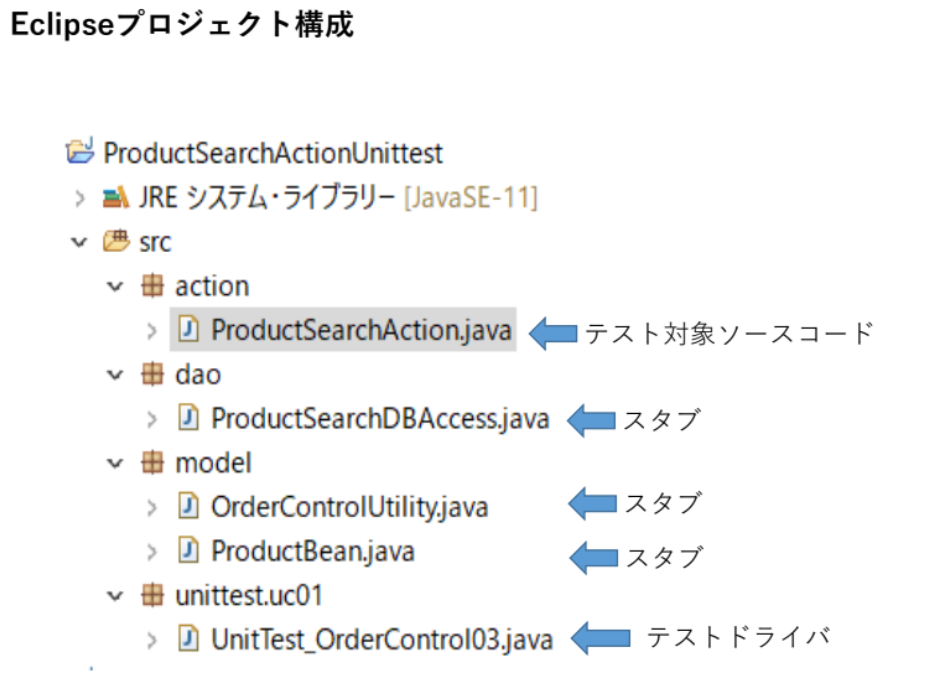 Eclipseプロジェクト構成
ProductSearchActionUnittest
JRE システム・ライブラリー [JavaSE-11]
src
action
ProductSearchAction.java テスト対象ソースコード
dao
ProductSearchDBAccess.java スタブ
model
OrderControlUtility.java スタブ
ProductBean.java スタブ
unittest.uc01
UnitTest_OrderControl03.java テストドライバ